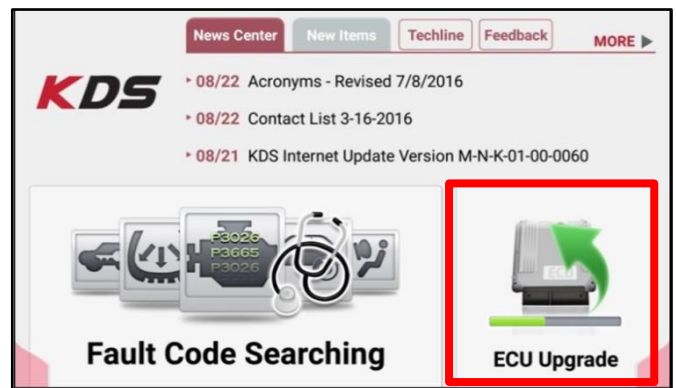 News Center New Items Techline Feedback MORE ▶
KDS
‣ 08/22 Acronyms - Revised 7/8/2016
‣ 08/22 Contact List 3-16-2016
‣ 08/21 KDS Internet Update Version M-N-K-01-00-0060
P3026
P3665
P3026
ECU
Fault Code Searching
ECU Upgrade